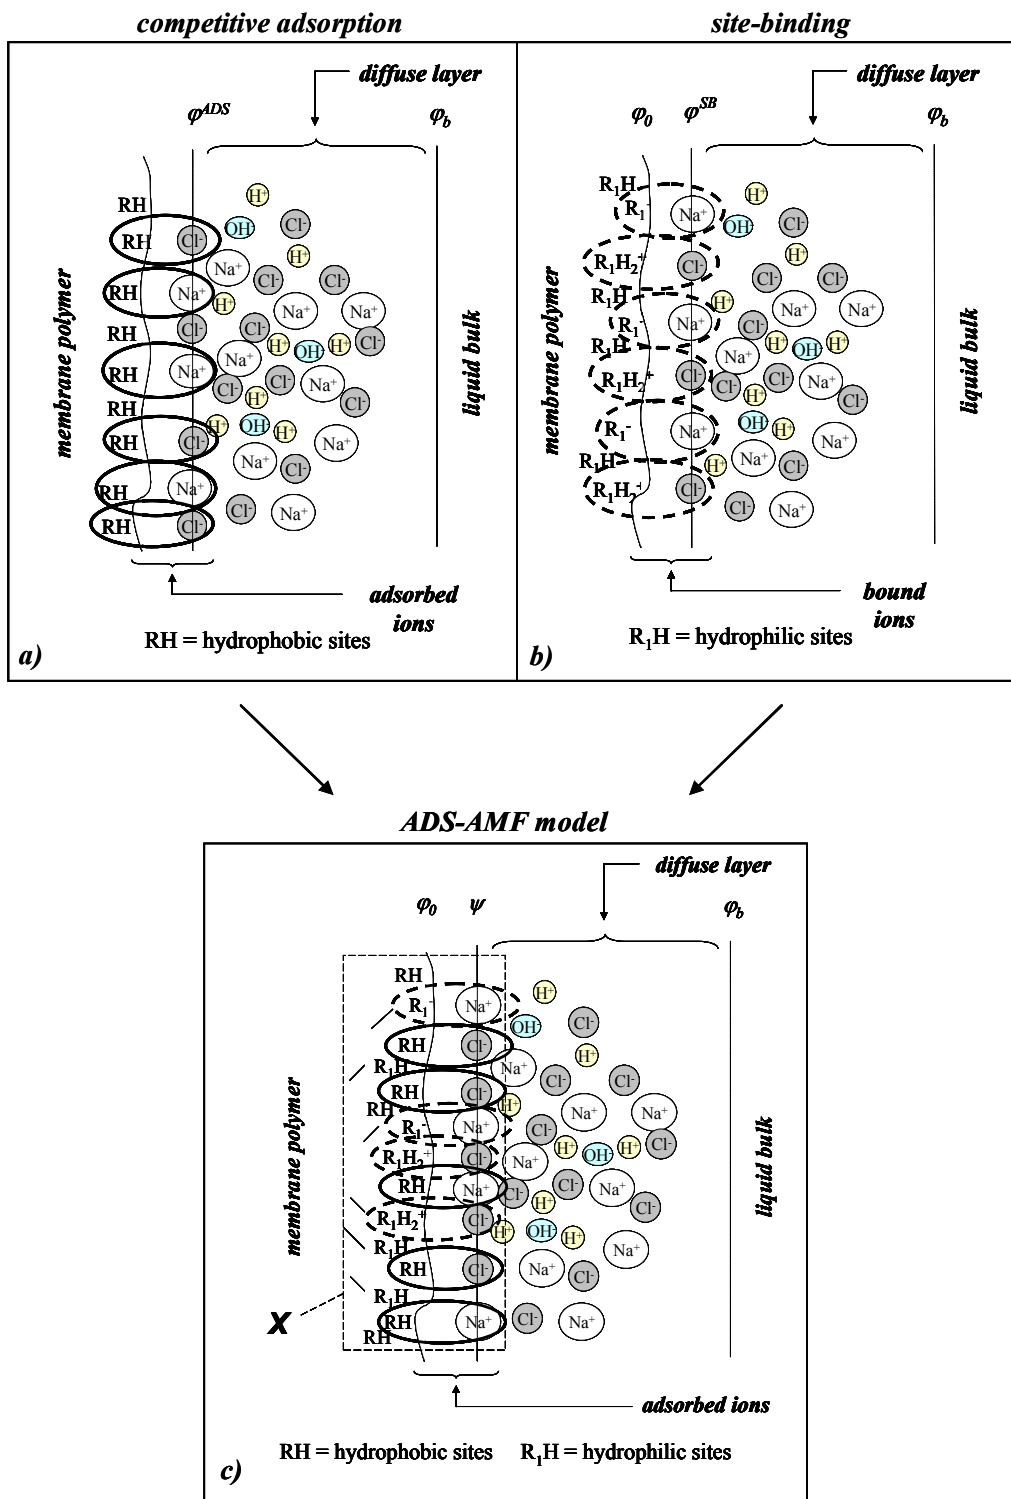 competitive adsorption
site-binding
diffuse layer
φ^ADS
φ_b
RH
RH
RH
RH
RH
RH
RH
RH
RH
Cl⁻
Na⁺
Cl⁻
Na⁺
Cl⁻
Na⁺
Cl⁻
H⁺
OH⁻
Cl⁻
H⁺
Na⁺
Cl⁻
Cl⁻
H⁺
Na⁺
Na⁺
Cl⁻
Cl⁻
H⁺
OH⁻
H⁺
Na⁺
Cl⁻
Cl⁻
Na⁺
H⁺
Cl⁻
H⁺
OH⁻
H⁺
Na⁺
Na⁺
Cl⁻
Cl⁻
Na⁺
membrane polymer
liquid bulk
adsorbed
ions
RH = hydrophobic sites
a)
diffuse layer
φ₀
φ^SB
φ_b
R₁H
R₁⁻
R₁H₂⁺
R₁H
R₁⁻
R₁H
R₁H₂⁺
R₁⁻
R₁H
R₁H₂⁺
Na⁺
Cl⁻
Na⁺
Cl⁻
Na⁺
Cl⁻
H⁺
OH⁻
Cl⁻
H⁺
Cl⁻
Cl⁻
H⁺
Na⁺
Na⁺
Cl⁻
H⁺
OH⁻
H⁺
Na⁺
Cl⁻
Cl⁻
Na⁺
H⁺
Cl⁻
OH⁻
H⁺
Na⁺
H⁺
Na⁺
Cl⁻
Cl⁻
Na⁺
membrane polymer
liquid bulk
bound
ions
R₁H = hydrophilic sites
b)
ADS-AMF model
diffuse layer
φ₀
ψ
φ_b
RH
R₁⁻
RH
R₁H
RH
RH
R₁⁻
R₁H₂⁺
RH
R₁H₂⁺
R₁H
RH
R₁H
RH
RH
Na⁺
Cl⁻
Cl⁻
Na⁺
Cl⁻
Na⁺
Cl⁻
Cl⁻
Na⁺
H⁺
OH⁻
Cl⁻
H⁺
Na⁺
Cl⁻
Cl⁻
H⁺
Na⁺
Na⁺
Cl⁻
Cl⁻
H⁺
OH⁻
H⁺
Na⁺
Cl⁻
Cl⁻
Na⁺
H⁺
Cl⁻
H⁺
OH⁻
H⁺
Na⁺
Na⁺
Cl⁻
Cl⁻
Na⁺
membrane polymer
liquid bulk
X
adsorbed ions
RH = hydrophobic sites R₁H = hydrophilic sites
c)